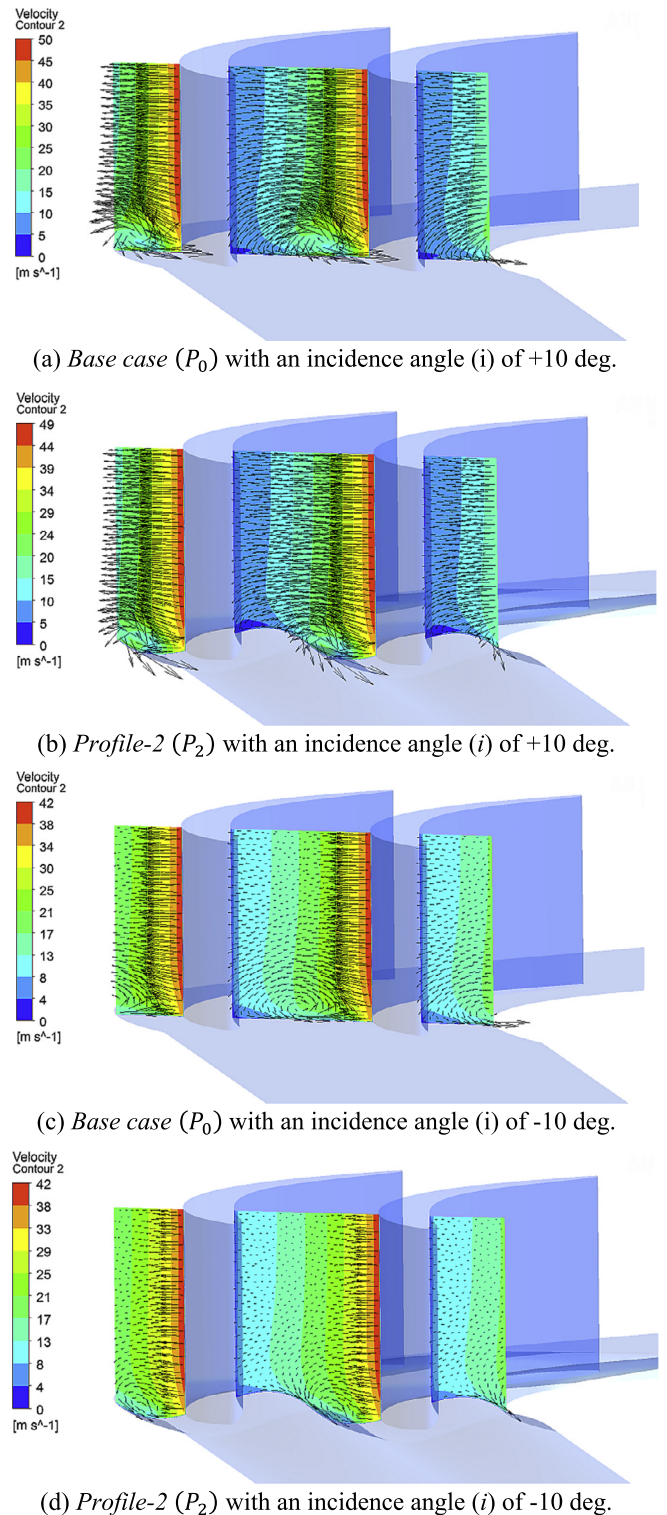 Velocity
Contour 2
50
45
40
35
30
25
20
15
10
5
0
[m s^-1]
(a) Base case (P₀) with an incidence angle (i) of +10 deg.
Velocity
Contour 2
49
44
39
34
29
24
20
15
10
5
0
[m s^-1]
(b) Profile-2 (P₂) with an incidence angle (i) of +10 deg.
Velocity
Contour 2
42
38
34
30
25
21
17
13
8
4
0
[m s^-1]
(c) Base case (P₀) with an incidence angle (i) of -10 deg.
Velocity
Contour 2
42
38
33
29
25
21
17
13
8
4
0
[m s^-1]
(d) Profile-2 (P₂) with an incidence angle (i) of -10 deg.